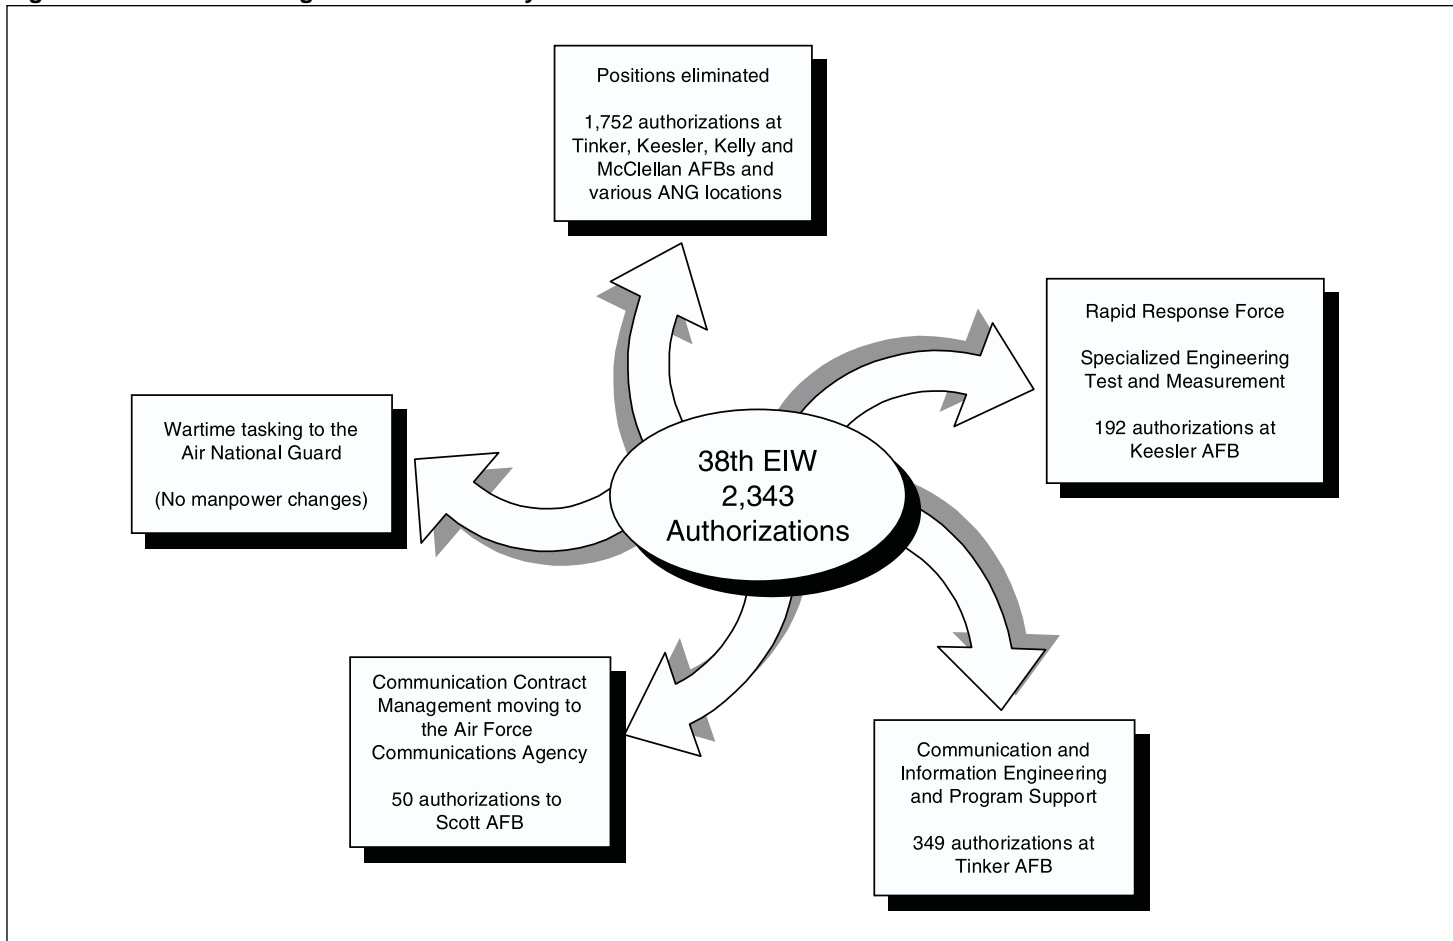 Positions eliminated
1,752 authorizations at
Tinker, Keesler, Kelly and
McClellan AFBs and
various ANG locations
Rapid Response Force
Specialized Engineering
Test and Measurement
192 authorizations at
Keesler AFB
Wartime tasking to the
Air National Guard
(No manpower changes)
38th EIW
2,343
Authorizations
Communication Contract
Management moving to
the Air Force
Communications Agency
50 authorizations to
Scott AFB
Communication and
Information Engineering
and Program Support
349 authorizations at
Tinker AFB